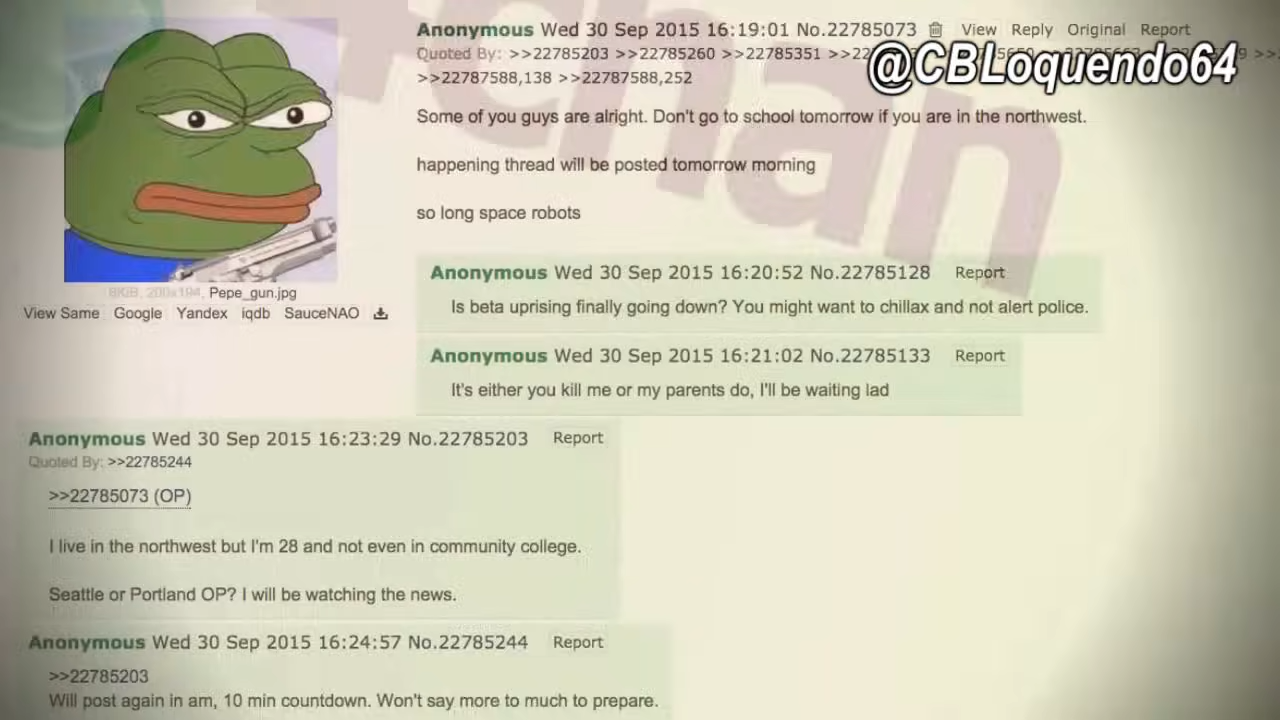 Anonymous Wed 30 Sep 2015 16:19:01 No.22785073 View Reply Original Report
Quoted By: >>22785203 >>22785260 >>22785351
@CBLoquendo64
>>22787588,138 >>22787588,252
chan
Some of you guys are alright. Don't go to school tomorrow if you are in the northwest.
happening thread will be posted tomorrow morning
so long space robots
Anonymous Wed 30 Sep 2015 16:20:52 No.22785128 Report
Is beta uprising finally going down? You might want to chillax and not alert police.
8KiB, 200x194, Pepe_gun.jpg
View Same Google Yandex iqdb SauceNAO
Anonymous Wed 30 Sep 2015 16:21:02 No.22785133 Report
It's either you kill me or my parents do, I'll be waiting lad
Anonymous Wed 30 Sep 2015 16:23:29 No.22785203 Report
Quoted By: >>22785244
>>22785073 (OP)
I live in the northwest but I'm 28 and not even in community college.
Seattle or Portland OP? I will be watching the news.
Anonymous Wed 30 Sep 2015 16:24:57 No.22785244 Report
>>22785203
Will post again in am, 10 min countdown. Won't say more to much to prepare.